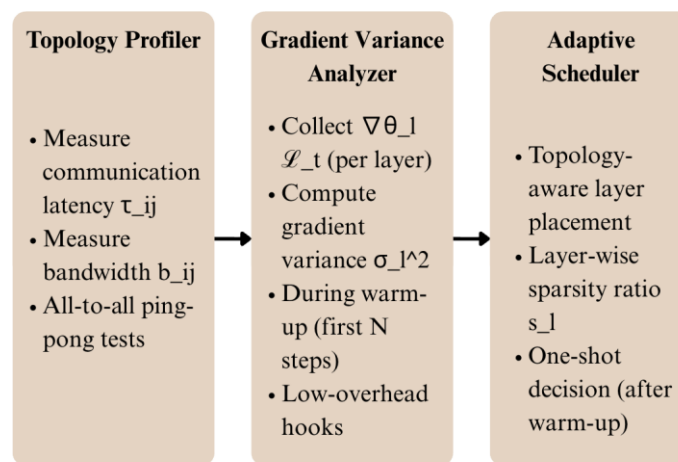 Topology Profiler
• Measure
communication
latency τ_ij
• Measure
bandwidth b_ij
• All-to-all ping-
pong tests
Gradient Variance
Analyzer
• Collect ∇θ_l
ℒ_t (per layer)
• Compute
gradient
variance σ_l^2
• During warm-
up (first N
steps)
• Low-overhead
hooks
Adaptive
Scheduler
• Topology-
aware layer
placement
• Layer-wise
sparsity ratio
s_l
• One-shot
decision (after
warm-up)